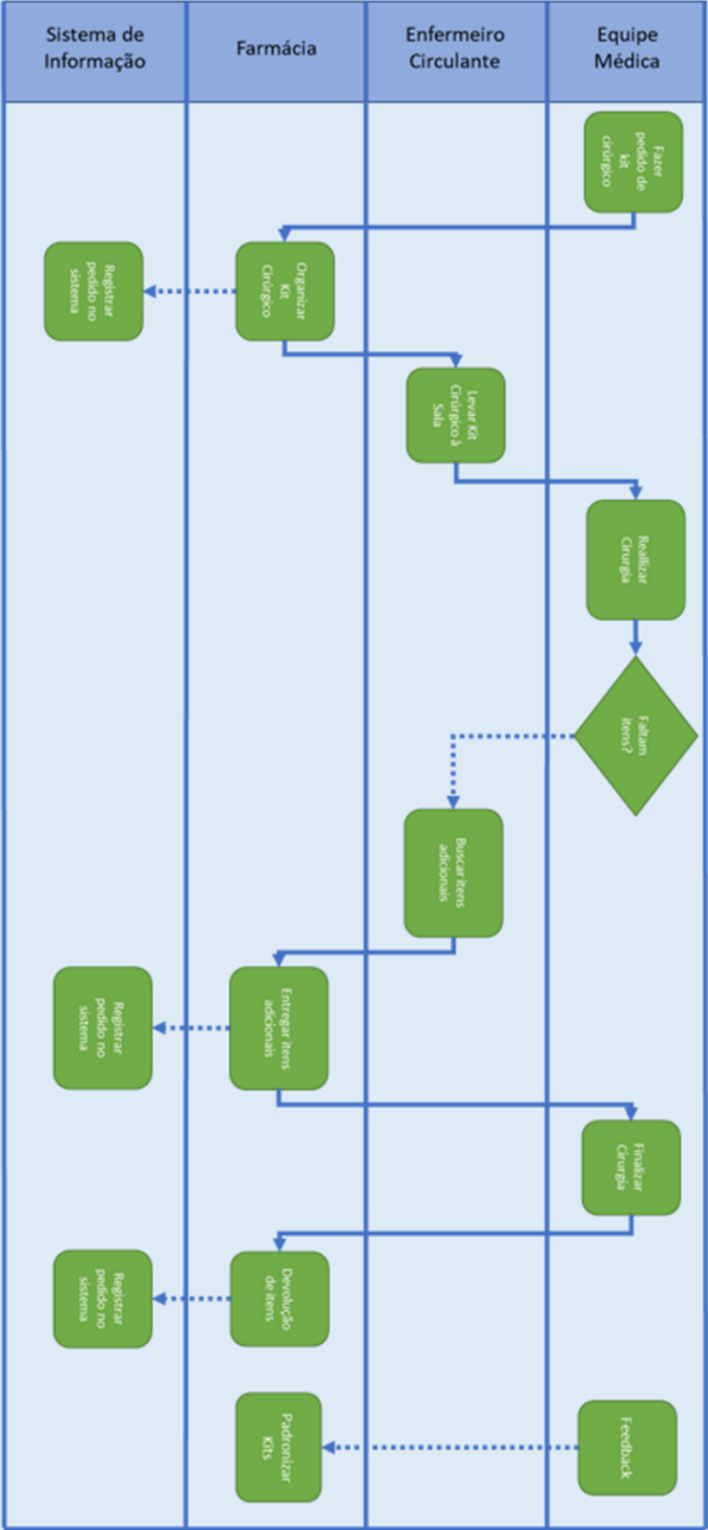 Sistema de
Informação
Farmácia
Enfermeiro
Circulante
Equipe
Médica
Fazer
pedido de
kit
cirúrgico
Organizar
Kit
Cirúrgico
Registrar
pedido no
sistema
Levar Kit
Cirúrgico à
Sala
Reallizar
Cirurgia
Faltam
itens?
Buscar itens
adicionais
Entregar itens
adicionais
Registrar
pedido no
sistema
Finalizar
Cirurgia
Devolução
de itens
Registrar
pedido no
sistema
Feedback
Padronizar
Kits